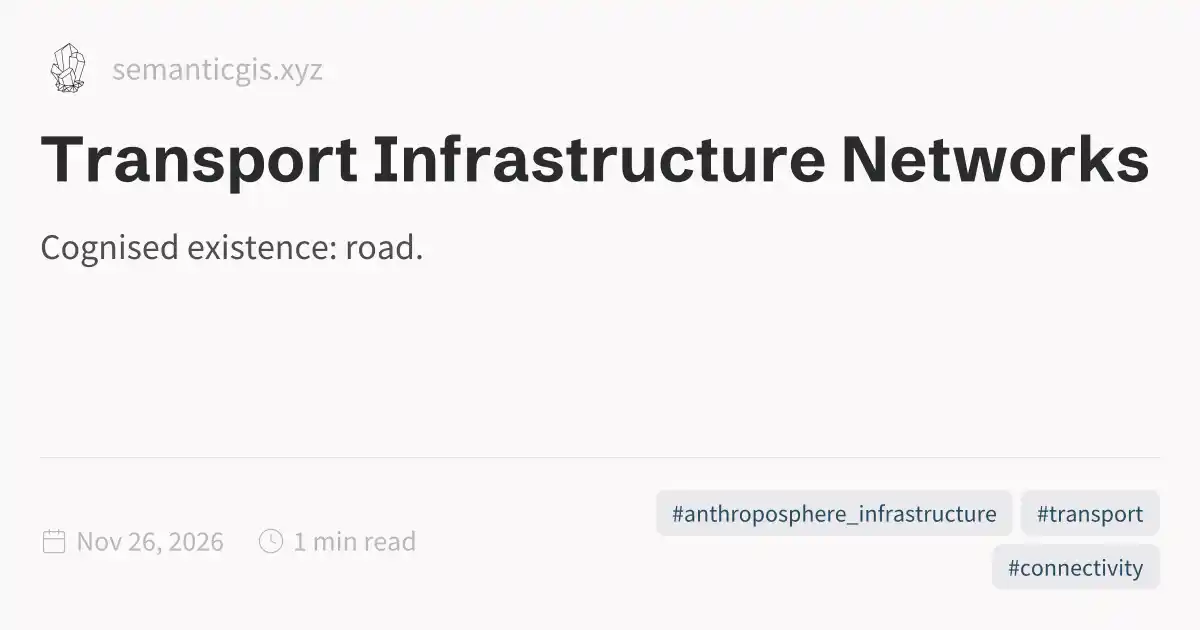 semanticgis.xyz
Transport Infrastructure Networks
Cognised existence: road.
Nov 26, 2026 1 min read
#anthroposphere_infrastructure #transport
#connectivity